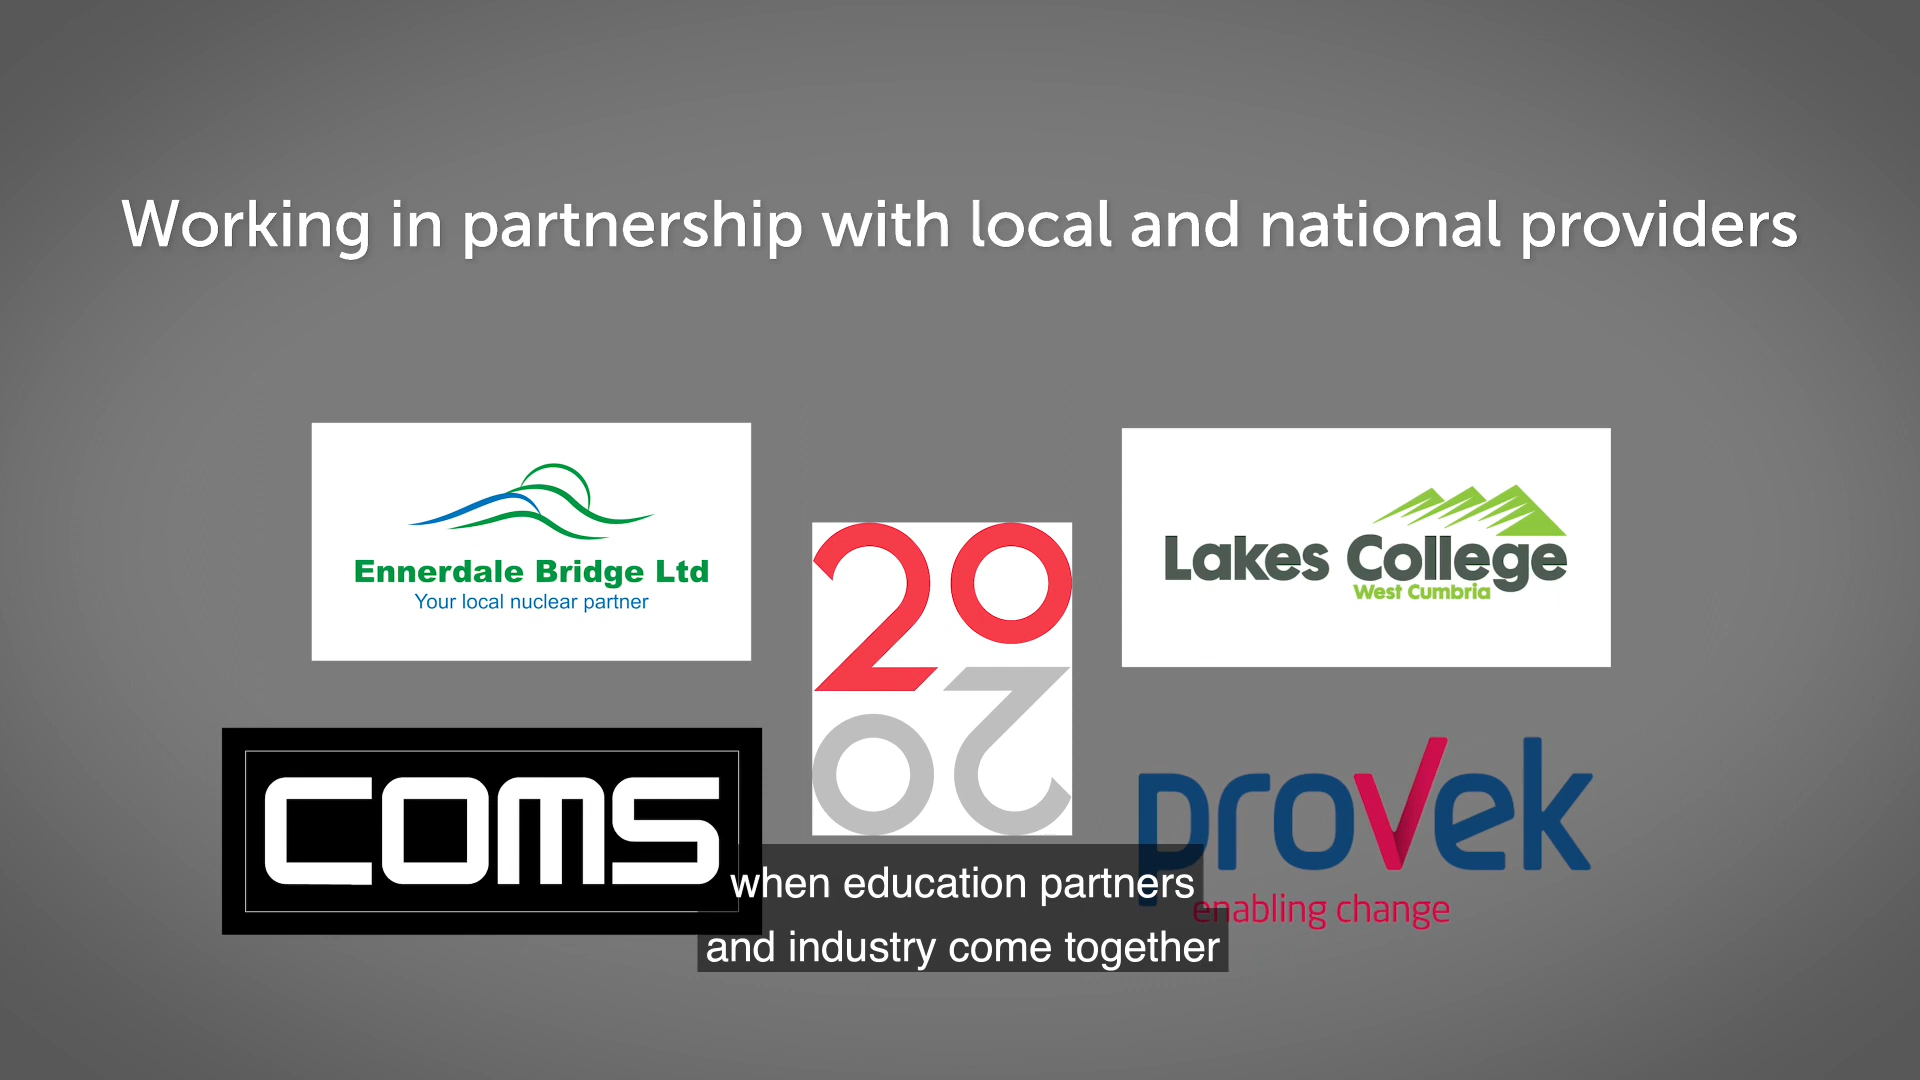 Working in partnership with local and national providers
Ennerdale Bridge Ltd
Your local nuclear partner
20
20
Lakes College
West Cumbria
COMS
proVek
enabling change
when education partners
and industry come together